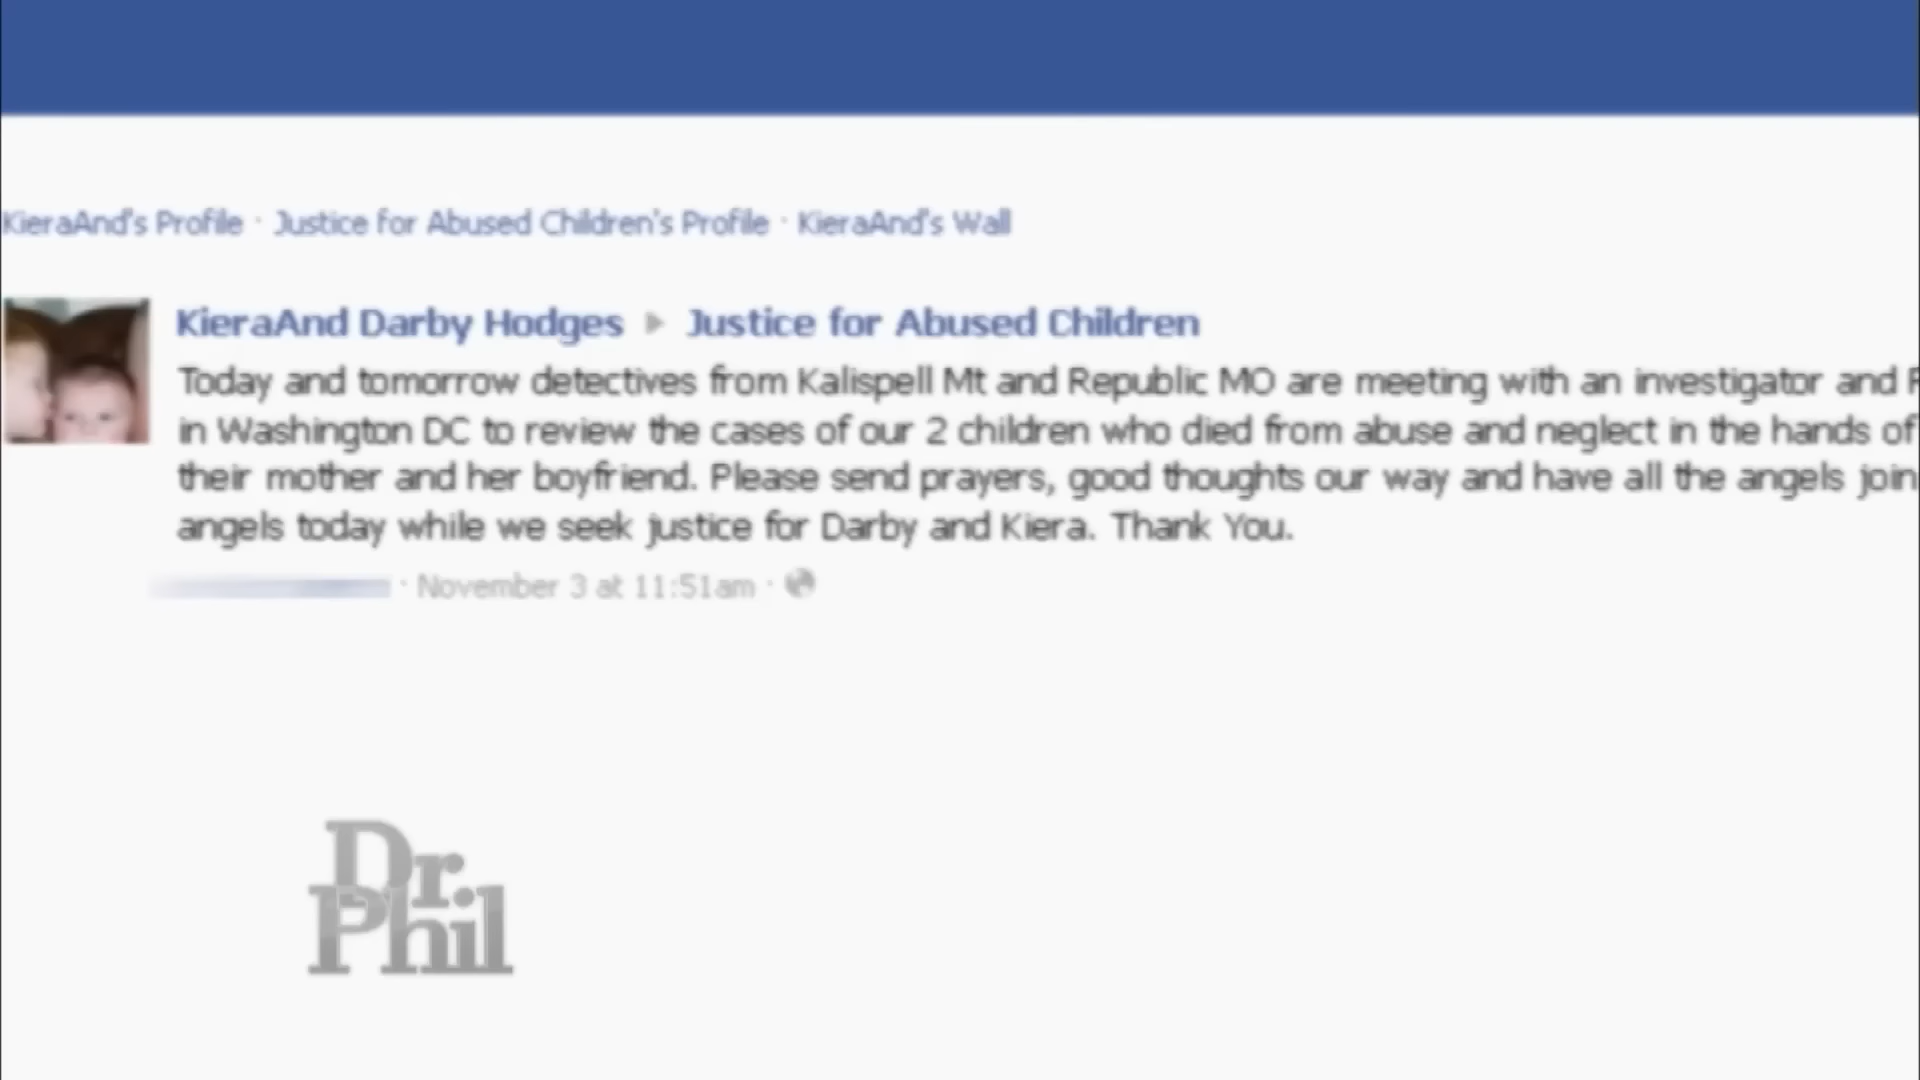 KieraAnd's Profile · Justice for Abused Children's Profile · KieraAnd's Wall
KieraAnd Darby Hodges ▸ Justice for Abused Children
Today and tomorrow detectives from Kalispell Mt and Republic MO are meeting with an investigator and
in Washington DC to review the cases of our 2 children who died from abuse and neglect in the hands of
their mother and her boyfriend. Please send prayers, good thoughts our way and have all the angels join
angels today while we seek justice for Darby and Kiera. Thank You.
· November 3 at 11:51am ·
Dr.
Phil